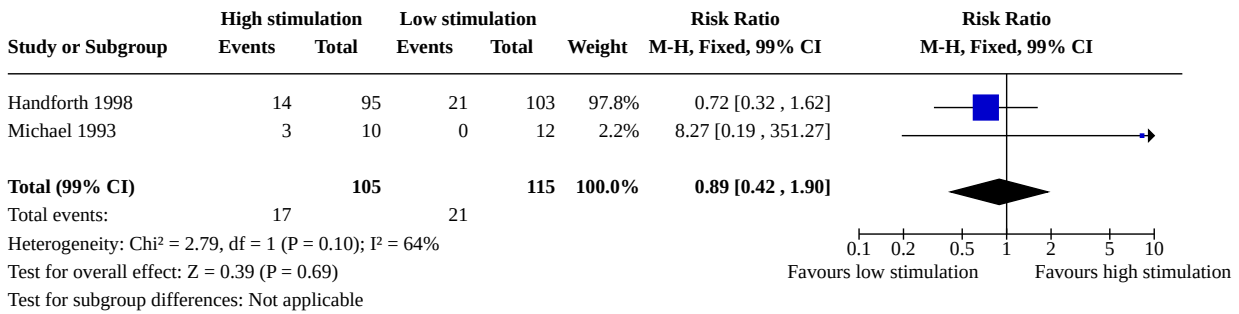 High stimulation Low stimulation Risk Ratio Risk Ratio
Study or Subgroup Events Total Events Total Weight M-H, Fixed, 99% CI M-H, Fixed, 99% CI
Handforth 1998 14 95 21 103 97.8% 0.72 [0.32 , 1.62]
Michael 1993 3 10 0 12 2.2% 8.27 [0.19 , 351.27]
Total (99% CI) 105 115 100.0% 0.89 [0.42 , 1.90]
Total events: 17 21
Heterogeneity: Chi² = 2.79, df = 1 (P = 0.10); I² = 64%
0.1 0.2 0.5 1 2 5 10
Test for overall effect: Z = 0.39 (P = 0.69) Favours low stimulation Favours high stimulation
Test for subgroup differences: Not applicable